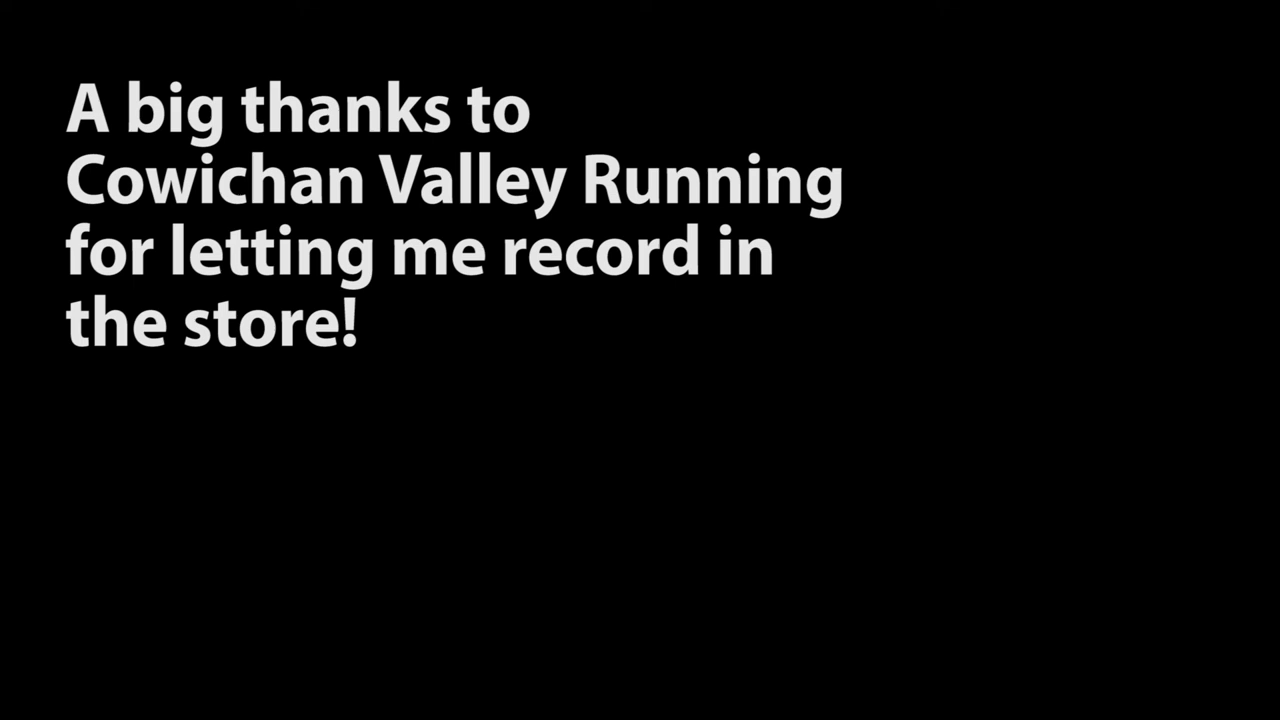 A big thanks to
Cowichan Valley Running
for letting me record in
the store!